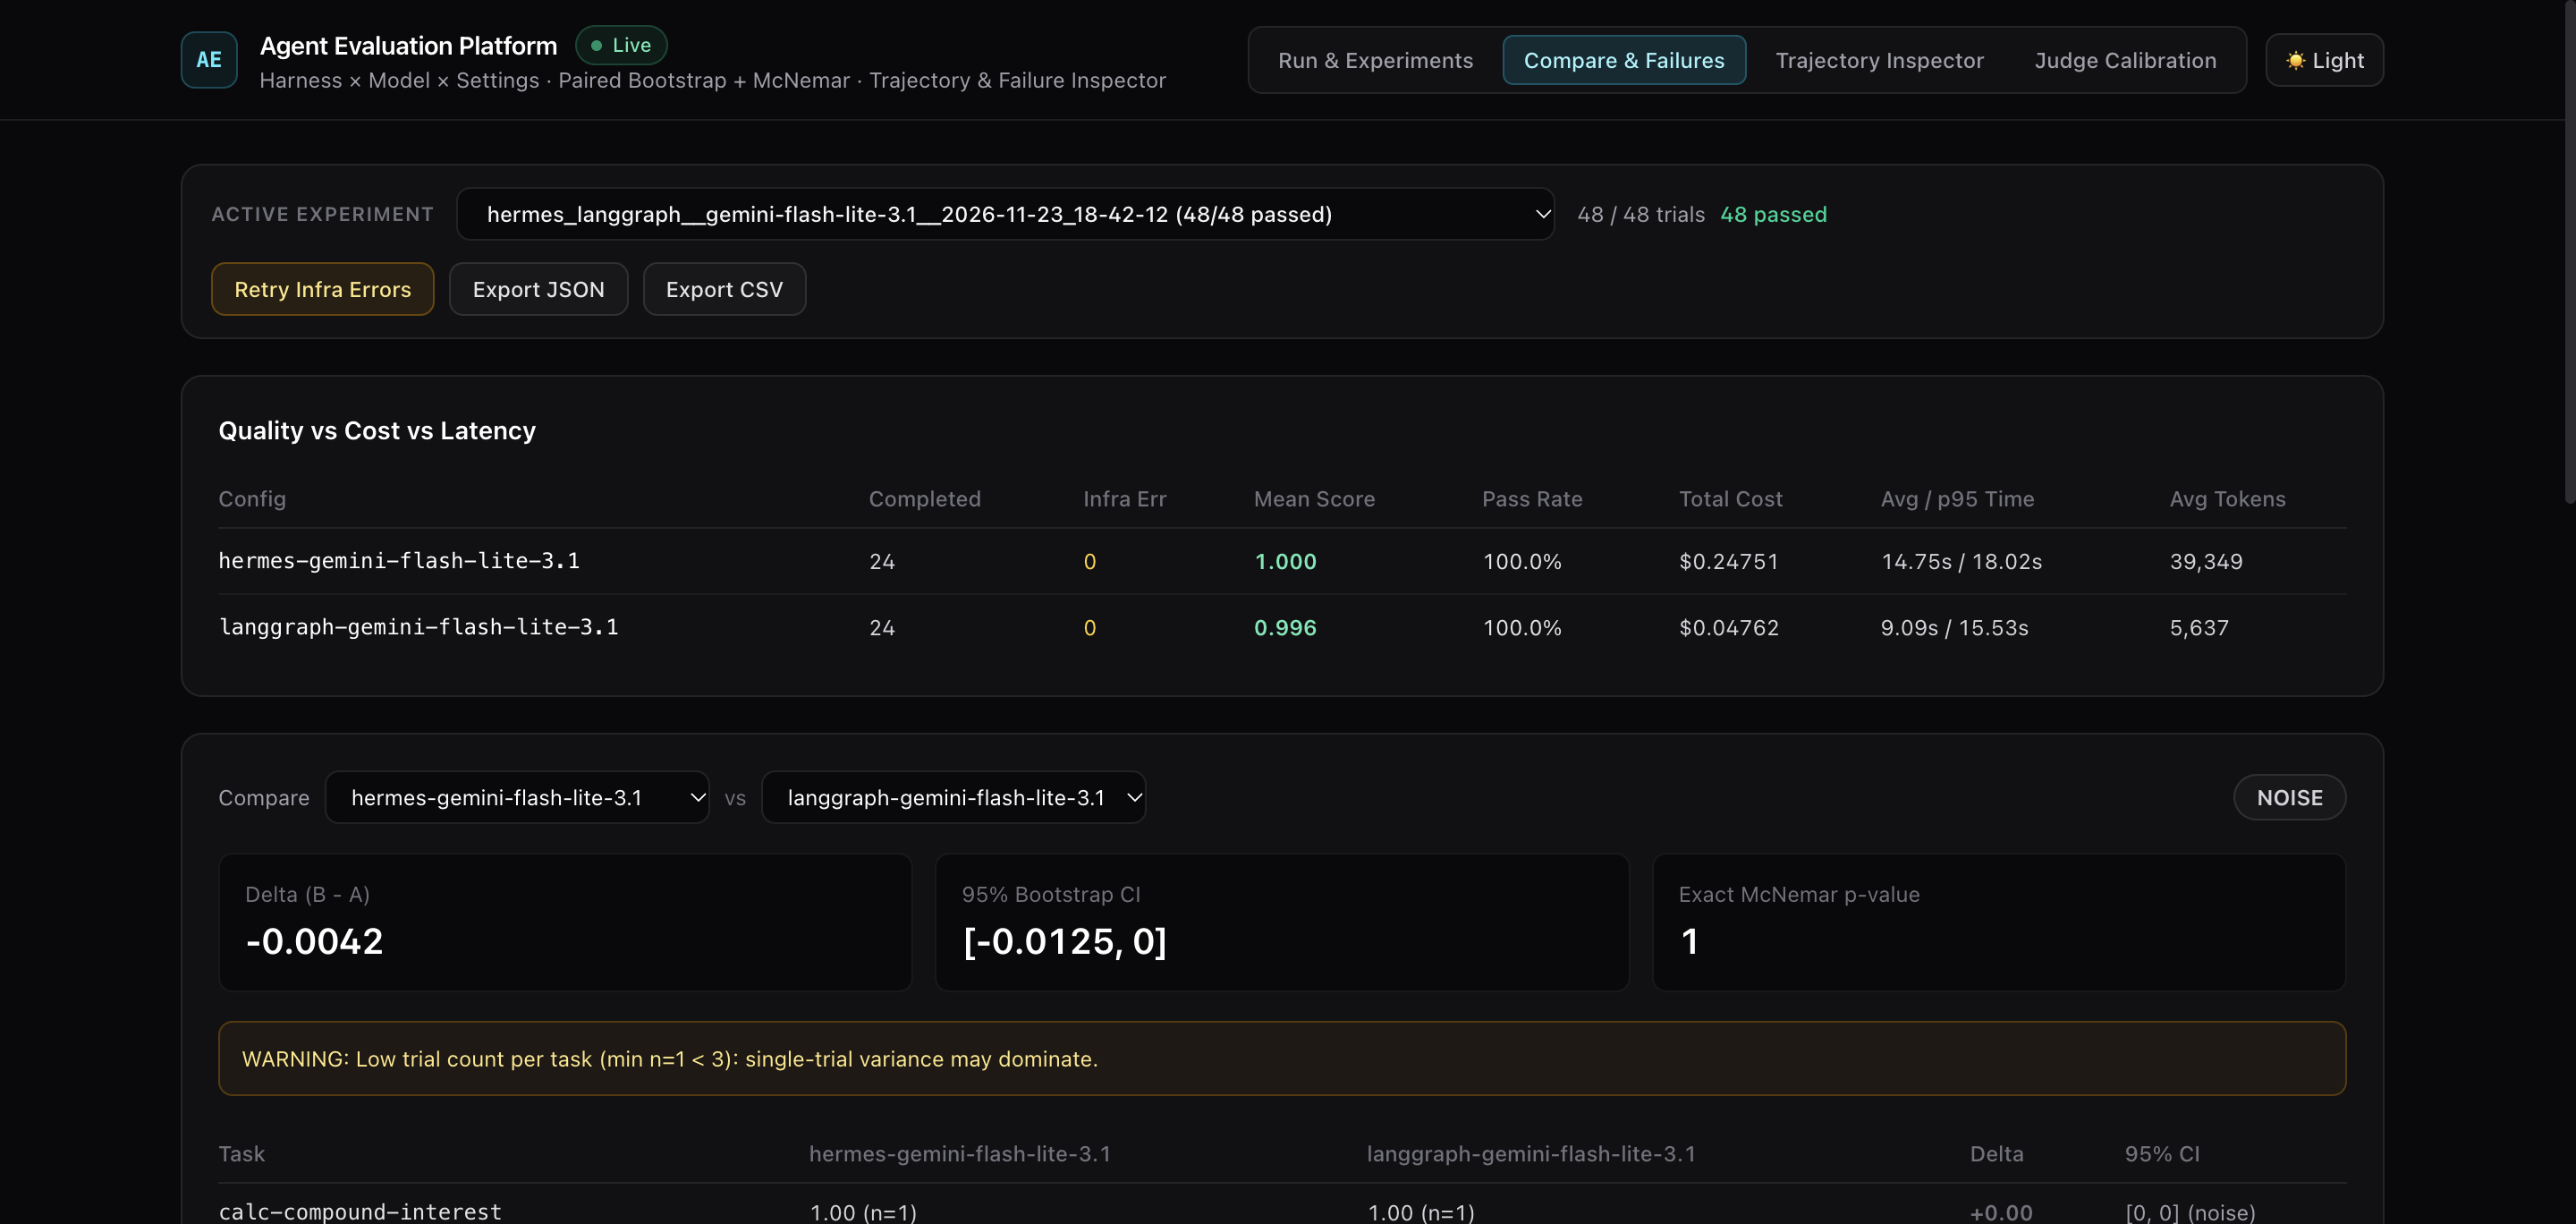 AE
Agent Evaluation Platform Live
Harness × Model × Settings · Paired Bootstrap + McNemar · Trajectory & Failure Inspector
Run & Experiments Compare & Failures Trajectory Inspector Judge Calibration Light
ACTIVE EXPERIMENT hermes_langgraph__gemini-flash-lite-3.1__2026-11-23_18-42-12 (48/48 passed) 48 / 48 trials 48 passed
Retry Infra Errors Export JSON Export CSV
Quality vs Cost vs Latency
Config Completed Infra Err Mean Score Pass Rate Total Cost Avg / p95 Time Avg Tokens
hermes-gemini-flash-lite-3.1 24 0 1.000 100.0% $0.24751 14.75s / 18.02s 39,349
langgraph-gemini-flash-lite-3.1 24 0 0.996 100.0% $0.04762 9.09s / 15.53s 5,637
Compare hermes-gemini-flash-lite-3.1 vs langgraph-gemini-flash-lite-3.1 NOISE
Delta (B - A) 95% Bootstrap CI Exact McNemar p-value
-0.0042 [-0.0125, 0] 1
WARNING: Low trial count per task (min n=1 < 3): single-trial variance may dominate.
Task hermes-gemini-flash-lite-3.1 langgraph-gemini-flash-lite-3.1 Delta 95% CI
calc-compound-interest 1.00 (n=1) 1.00 (n=1) +0.00 [0, 0] (noise)